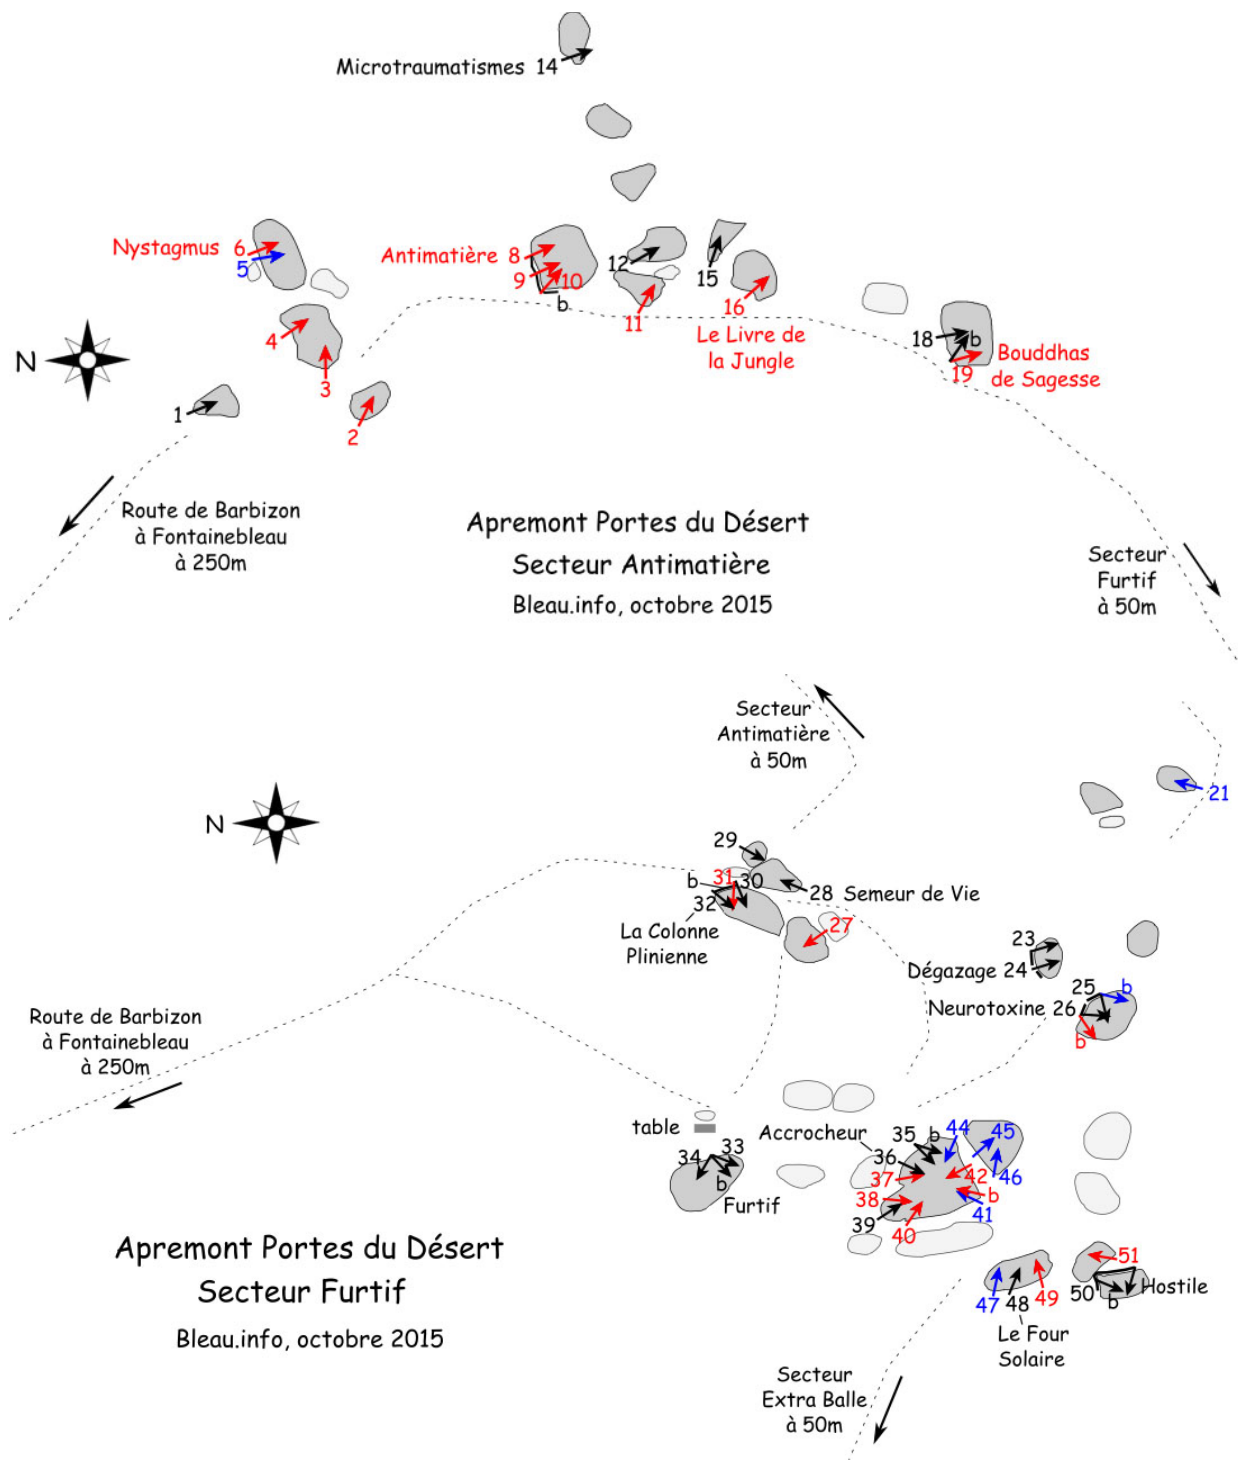 Microtraumatismes 14
Nystagmus 6
5
Antimatière 8
9
10
b
12
15
11
16
Le Livre de
la Jungle
18
b
19
Bouddhas
de Sagesse
4
3
2
1
N
Route de Barbizon
à Fontainebleau
à 250m
Apremont Portes du Désert
Secteur Antimatière
Bleau.info, octobre 2015
Secteur
Furtif
à 50m
Secteur
Antimatière
à 50m
21
N
29
b
31
30
32
28 Semeur de Vie
La Colonne
Plinienne
27
23
Dégazage 24
25
b
Neurotoxine 26
b
Route de Barbizon
à Fontainebleau
à 250m
table
34
33
b
Furtif
Accrocheur
35
b
44
45
36
37
42
46
38
b
39
41
40
51
50
b
Hostile
47
48
49
Le Four
Solaire
Apremont Portes du Désert
Secteur Furtif
Bleau.info, octobre 2015
Secteur
Extra Balle
à 50m